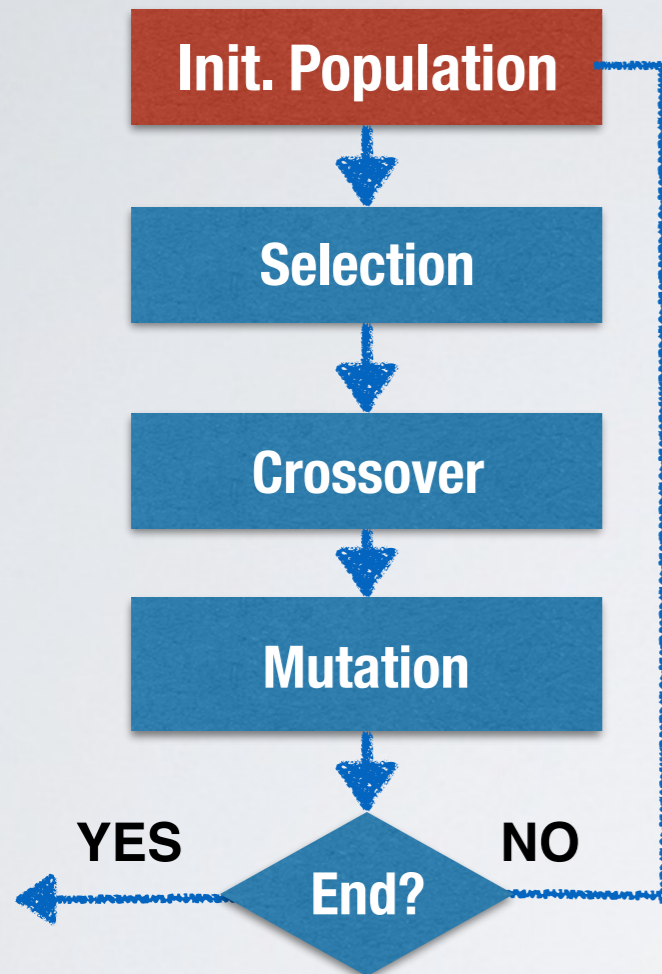 Init. Population
Selection
Crossover
Mutation
YES
NO
End?